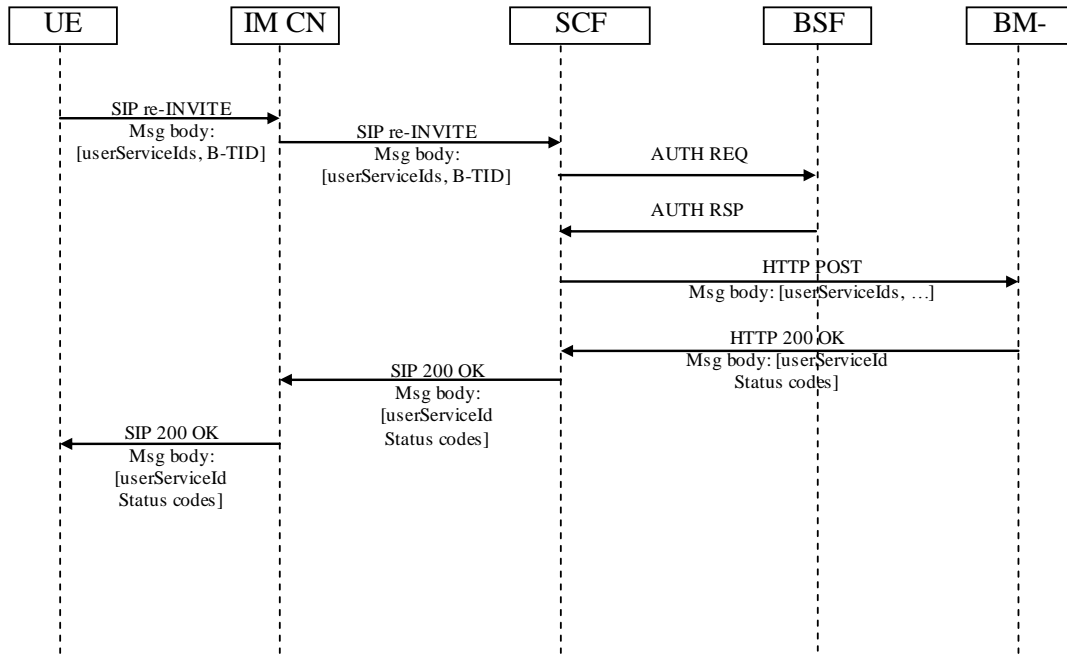 UE
IM CN
SCF
BSF
BM-
SIP re-INVITE
Msg body:
[userServiceIds, B-TID]
SIP re-INVITE
Msg body:
[userServiceIds, B-TID]
AUTH REQ
AUTH RSP
HTTP POST
Msg body: [userServiceIds, …]
HTTP 200 OK
Msg body: [userServiceId
Status codes]
SIP 200 OK
Msg body:
[userServiceId
Status codes]
SIP 200 OK
Msg body:
[userServiceId
Status codes]